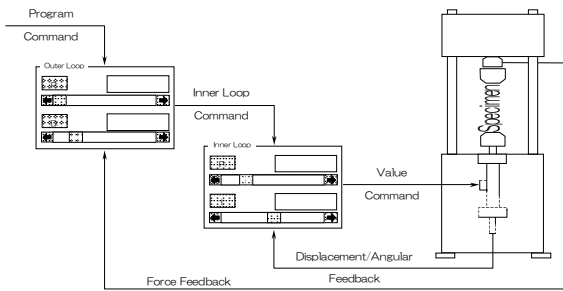 Program
Command
Outer Loop
Inner Loop
Command
Inner Loop
Specimen
Value
Command
Displacement/Angular
Feedback
Force Feedback